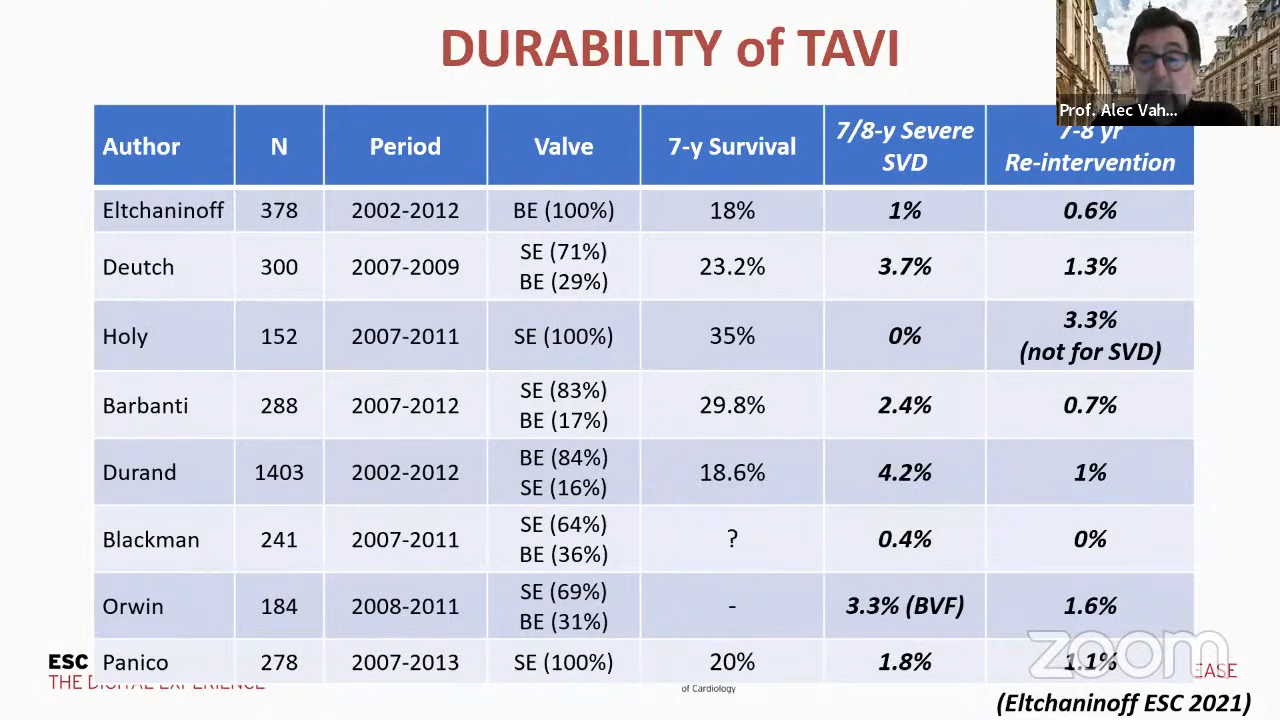 DURABILITY of TAVI
Prof. Alec Vah...
Author N Period Valve 7-y Survival 7/8-y Severe SVD 7-8 yr Re-intervention
Eltchaninoff 378 2002-2012 BE (100%) 18% 1% 0.6%
Deutch 300 2007-2009 SE (71%) BE (29%) 23.2% 3.7% 1.3%
Holy 152 2007-2011 SE (100%) 35% 0% 3.3% (not for SVD)
Barbanti 288 2007-2012 SE (83%) BE (17%) 29.8% 2.4% 0.7%
Durand 1403 2002-2012 BE (84%) SE (16%) 18.6% 4.2% 1%
Blackman 241 2007-2011 SE (64%) BE (36%) ? 0.4% 0%
Orwin 184 2008-2011 SE (69%) BE (31%) - 3.3% (BVF) 1.6%
Panico 278 2007-2013 SE (100%) 20% 1.8% 1.1%
zoom
ESC
THE DIGITAL EXPERIENCE
of Cardiology
EASE
(Eltchaninoff ESC 2021)